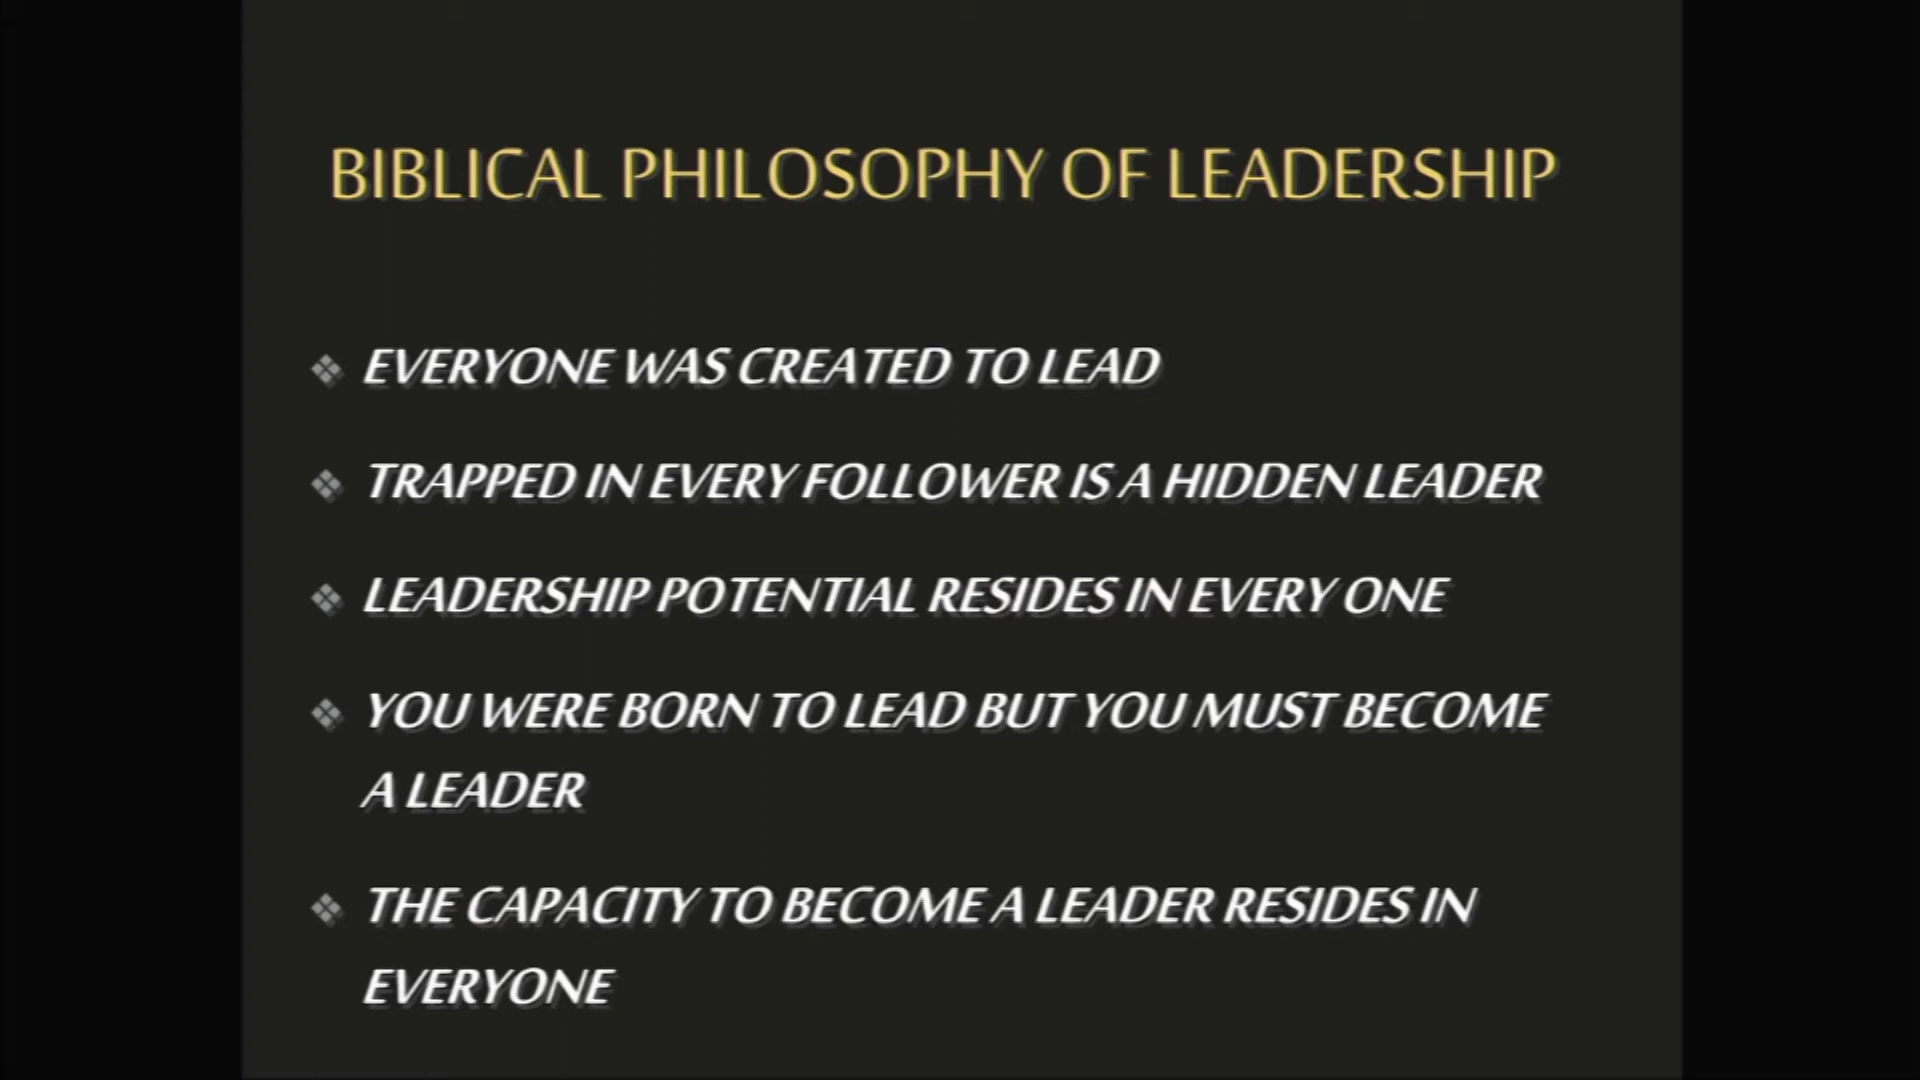 BIBLICAL PHILOSOPHY OF LEADERSHIP
❖ EVERYONE WAS CREATED TO LEAD
❖ TRAPPED IN EVERY FOLLOWER IS A HIDDEN LEADER
❖ LEADERSHIP POTENTIAL RESIDES IN EVERY ONE
❖ YOU WERE BORN TO LEAD BUT YOU MUST BECOME
A LEADER
❖ THE CAPACITY TO BECOME A LEADER RESIDES IN
EVERYONE